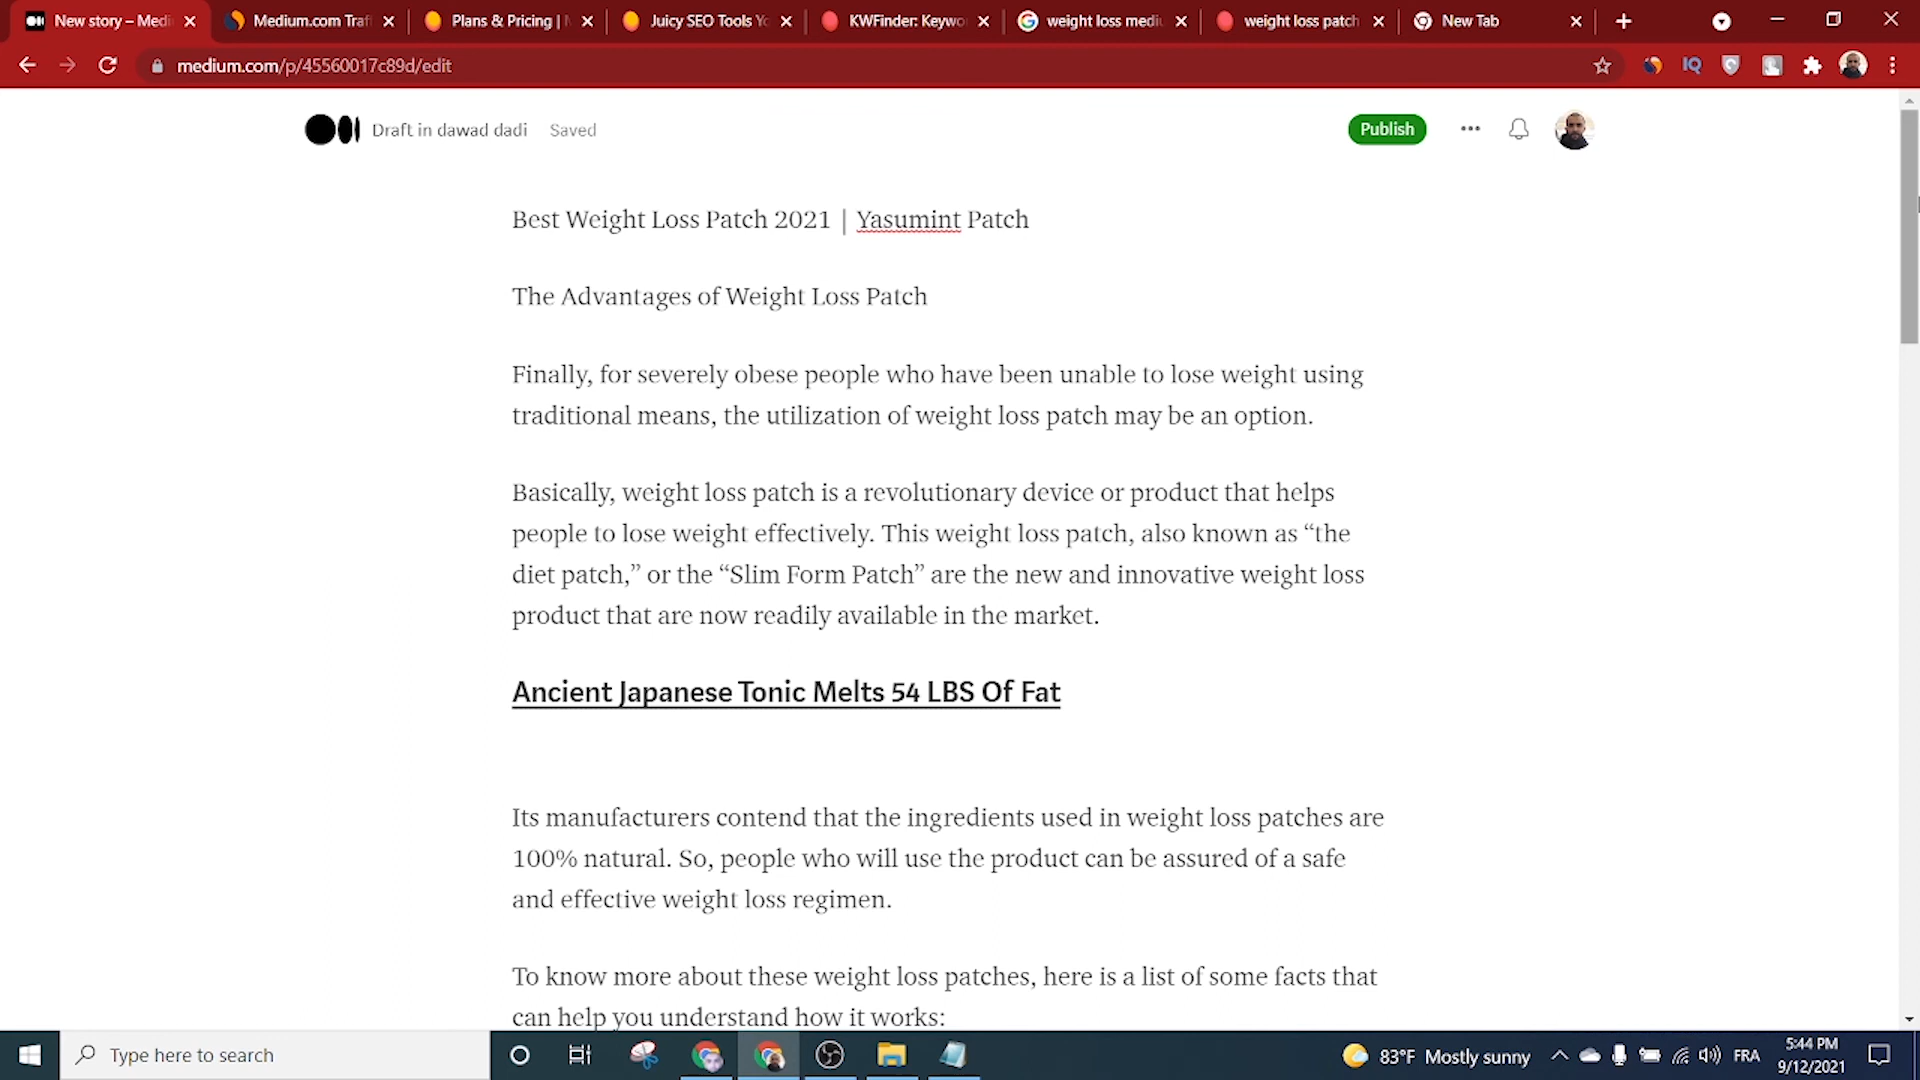 New story – Medi
Medium.com Traf
Plans & Pricing |
Juicy SEO Tools Yo
KWFinder: Keywo
weight loss medi
weight loss patch
New Tab
medium.com/p/45560017c89d/edit
IQ
Draft in dawad dadi Saved
Publish
Best Weight Loss Patch 2021 | Yasumint Patch
The Advantages of Weight Loss Patch
Finally, for severely obese people who have been unable to lose weight using
traditional means, the utilization of weight loss patch may be an option.
Basically, weight loss patch is a revolutionary device or product that helps
people to lose weight effectively. This weight loss patch, also known as “the
diet patch,” or the “Slim Form Patch” are the new and innovative weight loss
product that are now readily available in the market.
Ancient Japanese Tonic Melts 54 LBS Of Fat
Its manufacturers contend that the ingredients used in weight loss patches are
100% natural. So, people who will use the product can be assured of a safe
and effective weight loss regimen.
To know more about these weight loss patches, here is a list of some facts that
can help you understand how it works:
Type here to search
83°F Mostly sunny
FRA
5:44 PM
9/12/2021